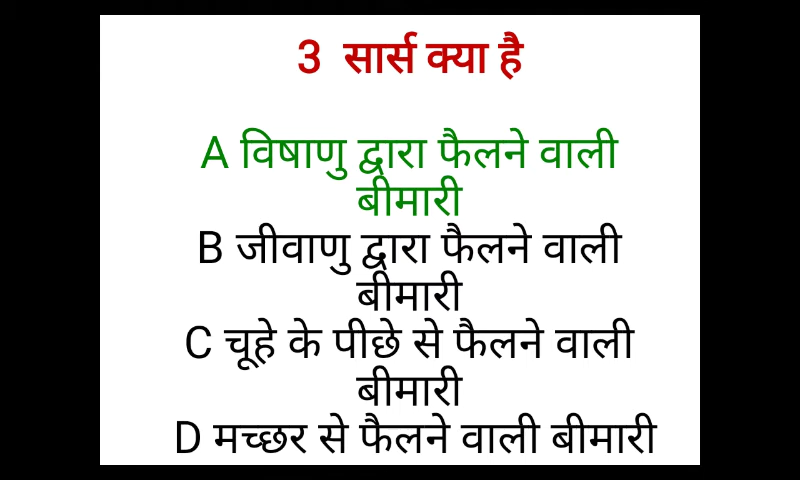 3 सार्स क्या है
A विषाणु द्वारा फैलने वाली
बीमारी
B जीवाणु द्वारा फैलने वाली
बीमारी
C चूहे के पीछे से फैलने वाली
बीमारी
D मच्छर से फैलने वाली बीमारी